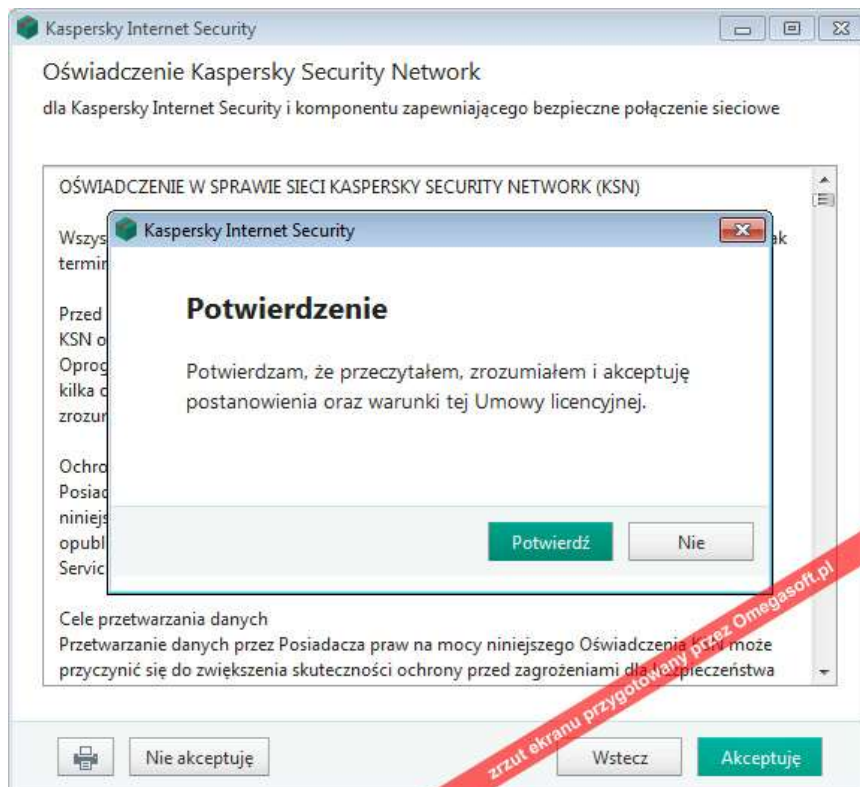 Kaspersky Internet Security
Oświadczenie Kaspersky Security Network
dla Kaspersky Internet Security i komponentu zapewniającego bezpieczne połączenie sieciowe
OŚWIADCZENIE W SPRAWIE SIECI KASPERSKY SECURITY NETWORK (KSN)
Kaspersky Internet Security
Potwierdzenie
Potwierdzam, że przeczytałem, zrozumiałem i akceptuję
postanowienia oraz warunki tej Umowy licencyjnej.
Potwierdź
Nie
Przed
KSN
Cele przetwarzania danych
Przetwarzanie danych przez Posiadacza praw na mocy niniejszego Oświadczenia KSN może
przyczynić się do zwiększenia skuteczności ochrony przed zagrożeniami dla bezpieczeństwa
zrzut ekranu przygotowany przez Omegasoft.pl
Nie akceptuję
Wstecz
Akceptuję